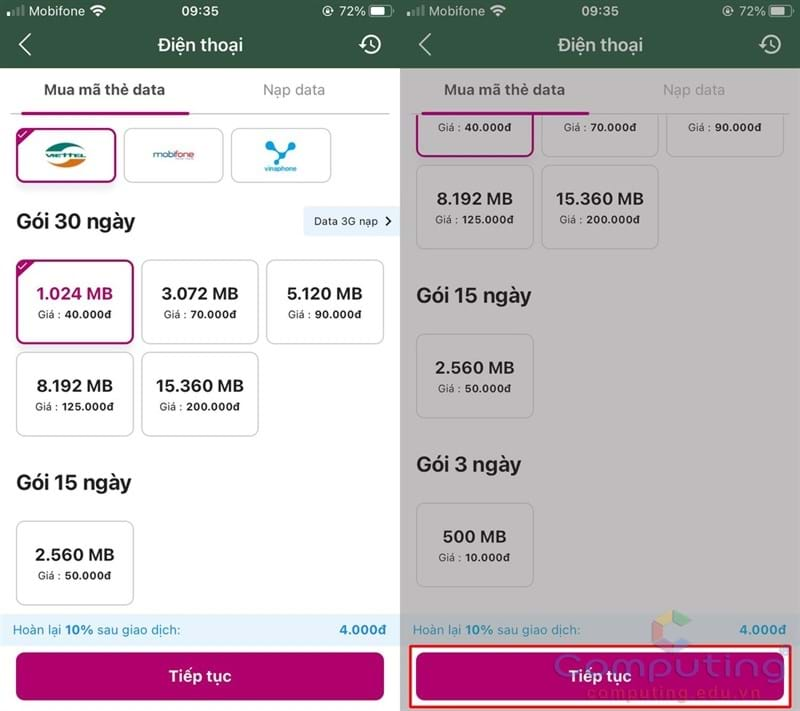 Mobifone 09:35 72%
Điện thoại
Mua mã thẻ data Nạp data
VIETTEL mobifone vinaphone
Gói 30 ngày Data 3G nạp
1.024 MB 3.072 MB 5.120 MB
Giá : 40.000đ Giá : 70.000đ Giá : 90.000đ
8.192 MB 15.360 MB
Giá : 125.000đ Giá : 200.000đ
Gói 15 ngày
2.560 MB
Giá : 50.000đ
Hoàn lại 10% sau giao dịch: 4.000đ
Tiếp tục
Mobifone 09:35 72%
Điện thoại
Mua mã thẻ data Nạp data
Giá : 40.000đ Giá : 70.000đ Giá : 90.000đ
8.192 MB 15.360 MB
Giá : 125.000đ Giá : 200.000đ
Gói 15 ngày
2.560 MB
Giá : 50.000đ
Gói 3 ngày
500 MB
Giá : 10.000đ
Hoàn lại 10% sau giao dịch: 4.000đ
Tiếp tục
Computing
computing.edu.vn